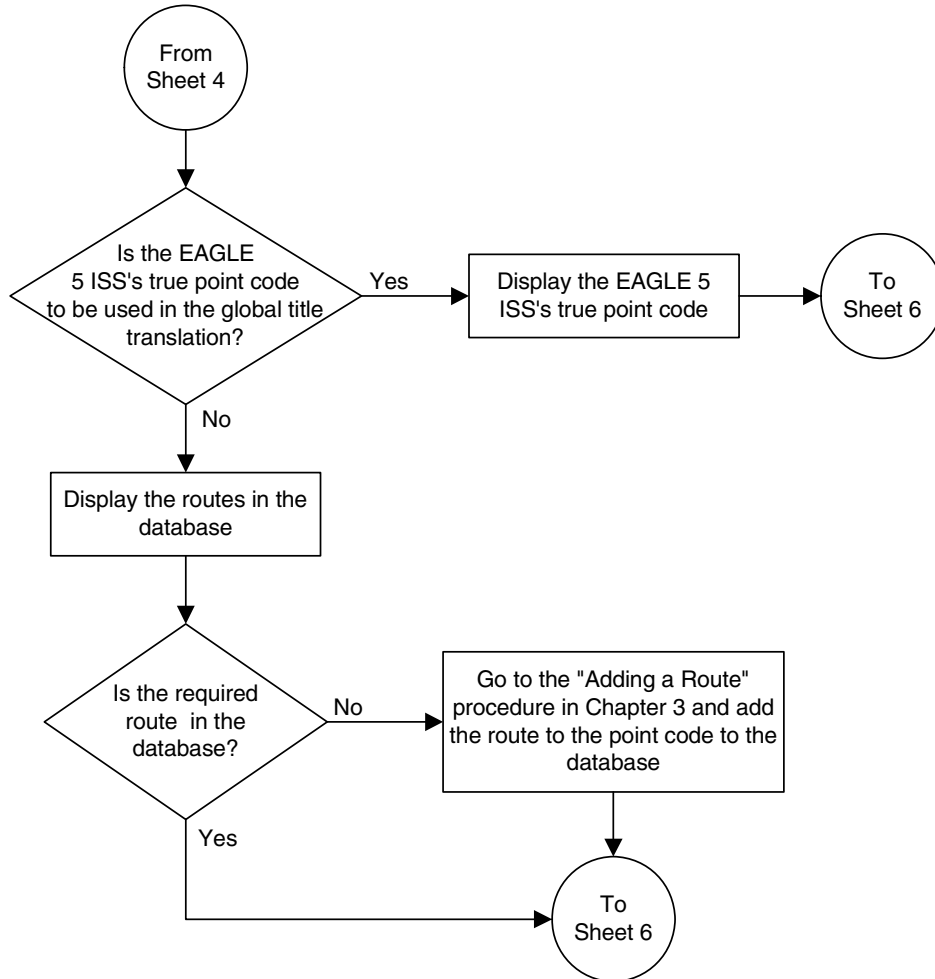 From
Sheet 4
Is the EAGLE
5 ISS's true point code
to be used in the global title
translation?
Yes
Display the EAGLE 5
ISS's true point code
To
Sheet 6
No
Display the routes in the
database
Is the required
route in the
database?
No
Go to the "Adding a Route"
procedure in Chapter 3 and add
the route to the point code to the
database
Yes
To
Sheet 6